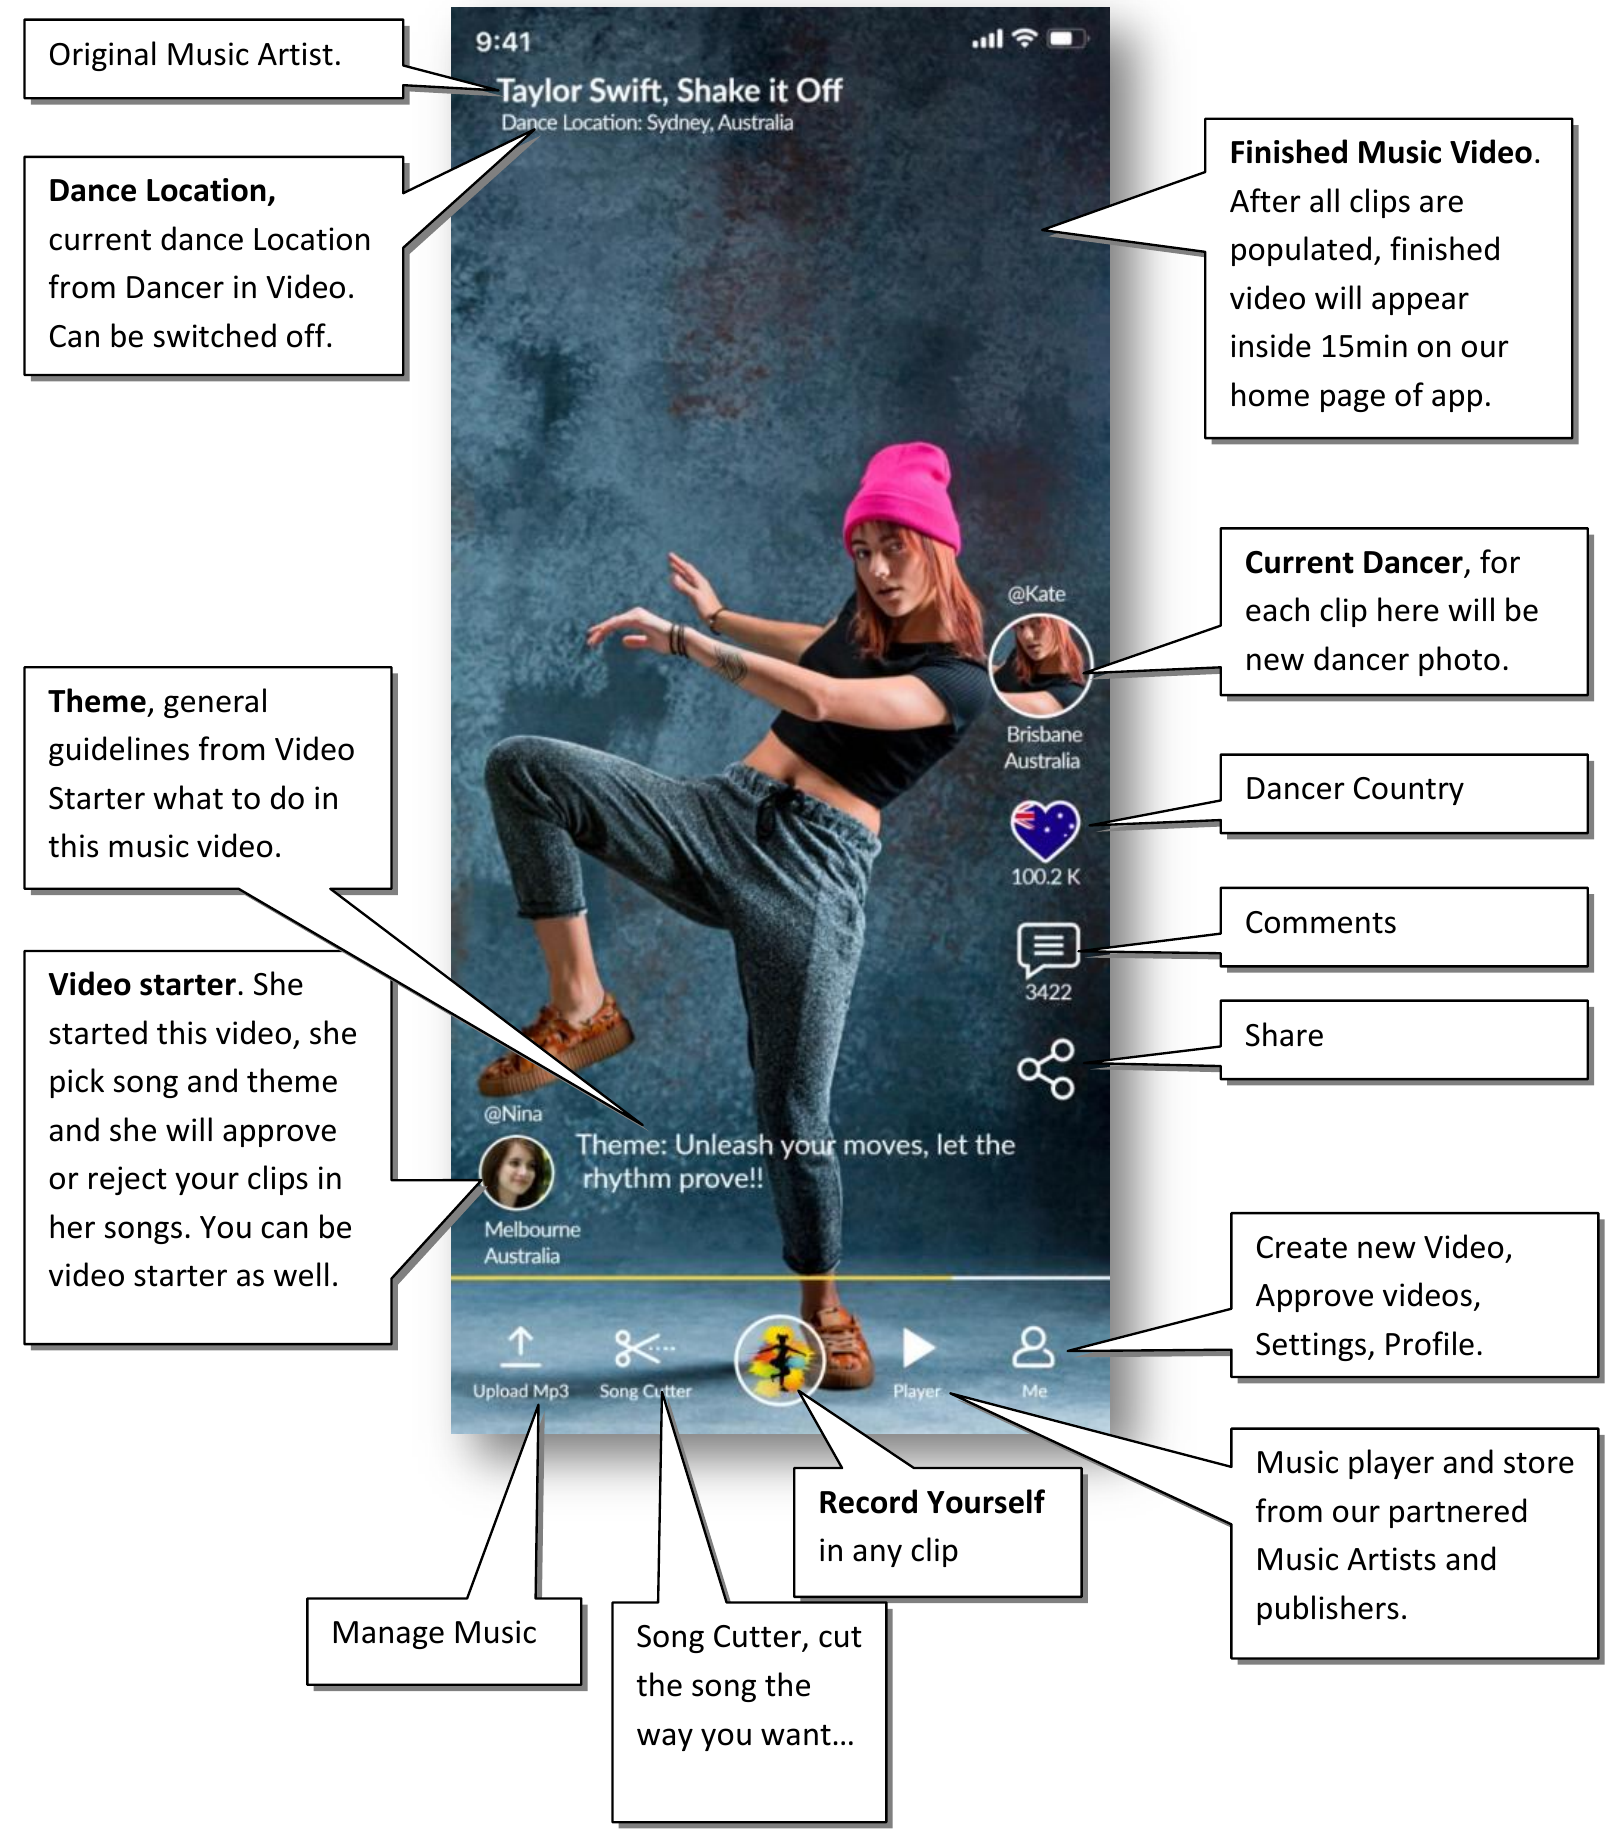 Original Music Artist.
9:41
Taylor Swift, Shake it Off
Dance Location: Sydney, Australia
Dance Location,
current dance Location
from Dancer in Video.
Can be switched off.
Finished Music Video.
After all clips are
populated, finished
video will appear
inside 15min on our
home page of app.
Current Dancer, for
each clip here will be
new dancer photo.
@Kate
Brisbane
Australia
Theme, general
guidelines from Video
Starter what to do in
this music video.
Dancer Country
100.2 K
Comments
3422
Share
Video starter. She
started this video, she
pick song and theme
and she will approve
or reject your clips in
her songs. You can be
video starter as well.
@Nina
Theme: Unleash your moves, let the
rhythm prove!!
Melbourne
Australia
Create new Video,
Approve videos,
Settings, Profile.
Upload Mp3
Song Cutter
Player
Me
Music player and store
from our partnered
Music Artists and
publishers.
Record Yourself
in any clip
Manage Music
Song Cutter, cut
the song the
way you want...